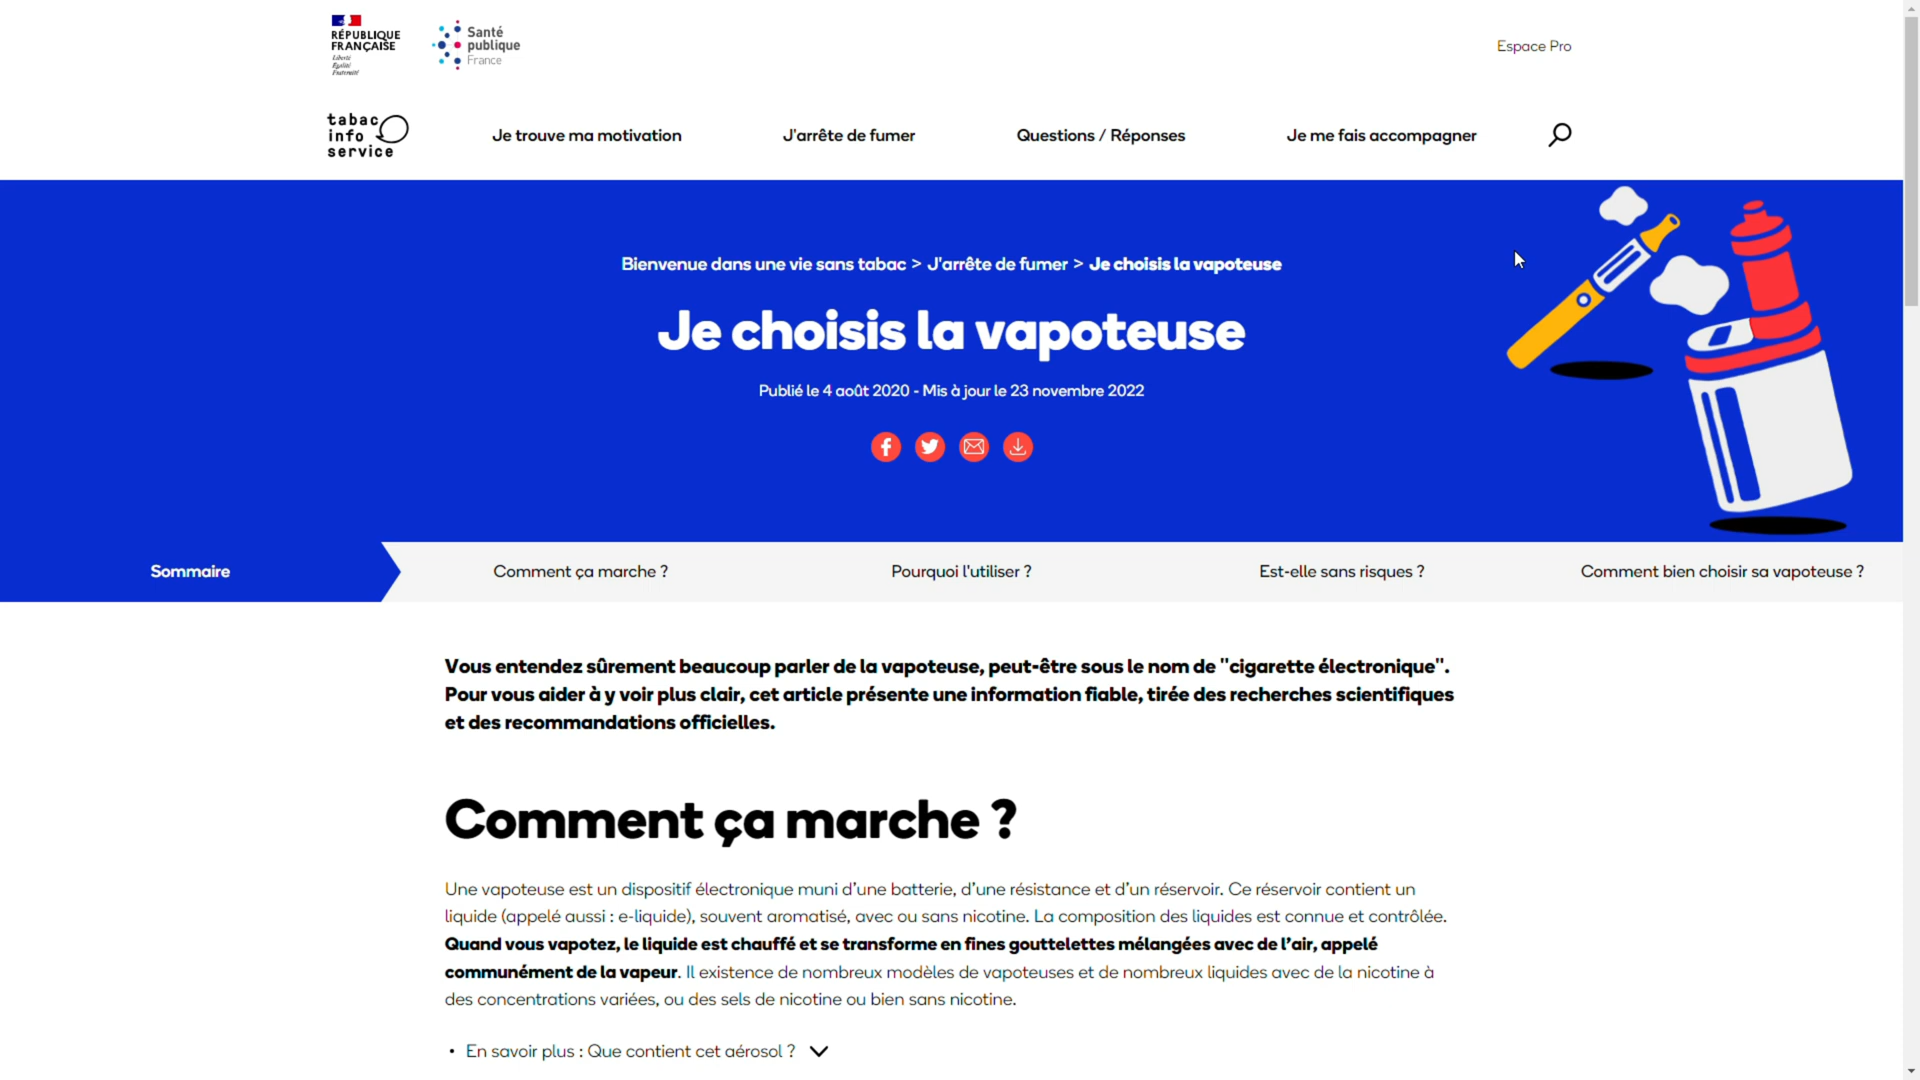 RÉPUBLIQUE
FRANÇAISE
Liberté
Égalité
Fraternité
Santé
publique
France
Espace Pro
tabac
info
service
Je trouve ma motivation
J'arrête de fumer
Questions / Réponses
Je me fais accompagner
Bienvenue dans une vie sans tabac > J'arrête de fumer > Je choisis la vapoteuse
Je choisis la vapoteuse
Publié le 4 août 2020 - Mis à jour le 23 novembre 2022
Sommaire
Comment ça marche ?
Pourquoi l'utiliser ?
Est-elle sans risques ?
Comment bien choisir sa vapoteuse ?
Vous entendez sûrement beaucoup parler de la vapoteuse, peut-être sous le nom de "cigarette électronique".
Pour vous aider à y voir plus clair, cet article présente une information fiable, tirée des recherches scientifiques
et des recommandations officielles.
Comment ça marche ?
Une vapoteuse est un dispositif électronique muni d’une batterie, d’une résistance et d’un réservoir. Ce réservoir contient un
liquide (appelé aussi : e-liquide), souvent aromatisé, avec ou sans nicotine. La composition des liquides est connue et contrôlée.
Quand vous vapotez, le liquide est chauffé et se transforme en fines gouttelettes mélangées avec de l’air, appelé
communément de la vapeur. Il existence de nombreux modèles de vapoteuses et de nombreux liquides avec de la nicotine à
des concentrations variées, ou des sels de nicotine ou bien sans nicotine.
• En savoir plus : Que contient cet aérosol ?